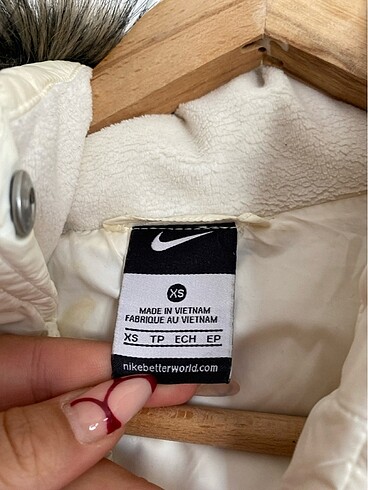 XS
MADE IN VIETNAM
FABRIQUE AU VIETNAM
XS TP ECH EP
nikebetterworld.com